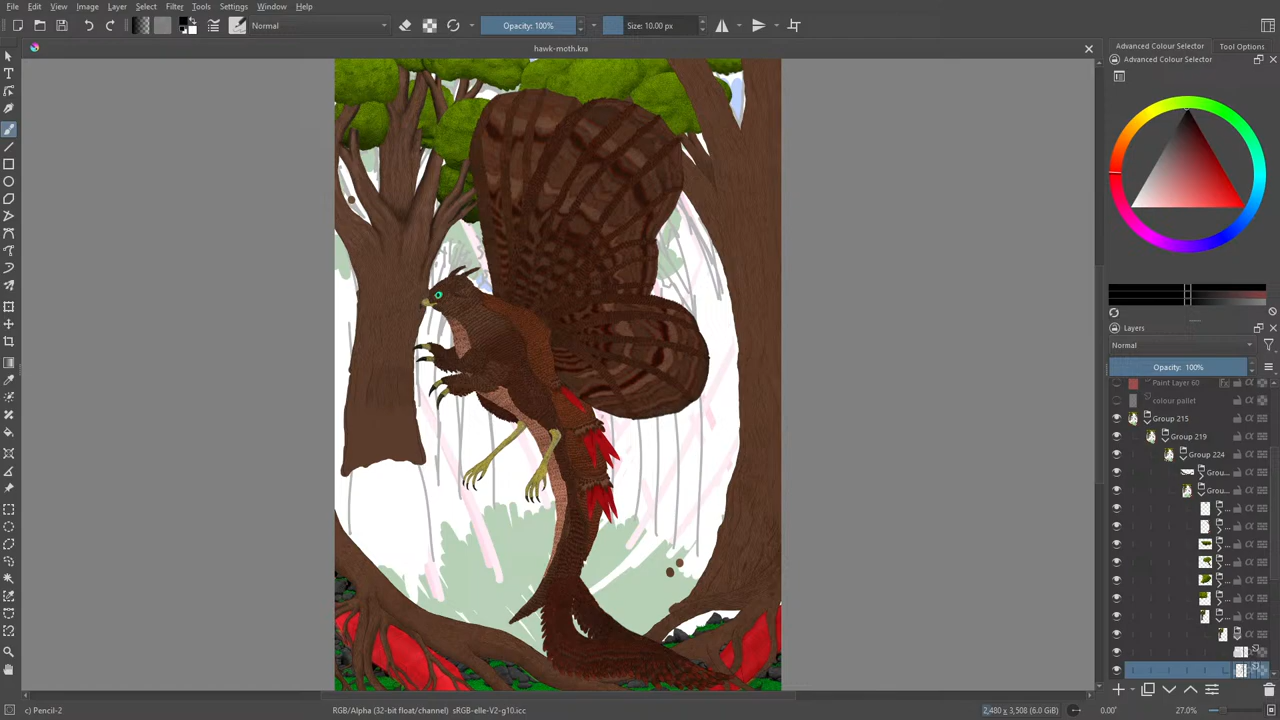 File Edit View Image Layer Select Filter Tools Settings Window Help
Normal Opacity: 100% Size: 10.00 px
hawk-moth.kra
Advanced Colour Selector Tool Options
Advanced Colour Selector
Layers
Normal
Opacity: 100%
Paint Layer 60
colour pallet
Group 215
Group 219
Group 224
Grou...
Grou...
c) Pencil-2 RGB/Alpha (32-bit float/channel) sRGB-elle-V2-g10.icc 2,480 x 3,508 (6.0 GiB) 0.00° 27.0%